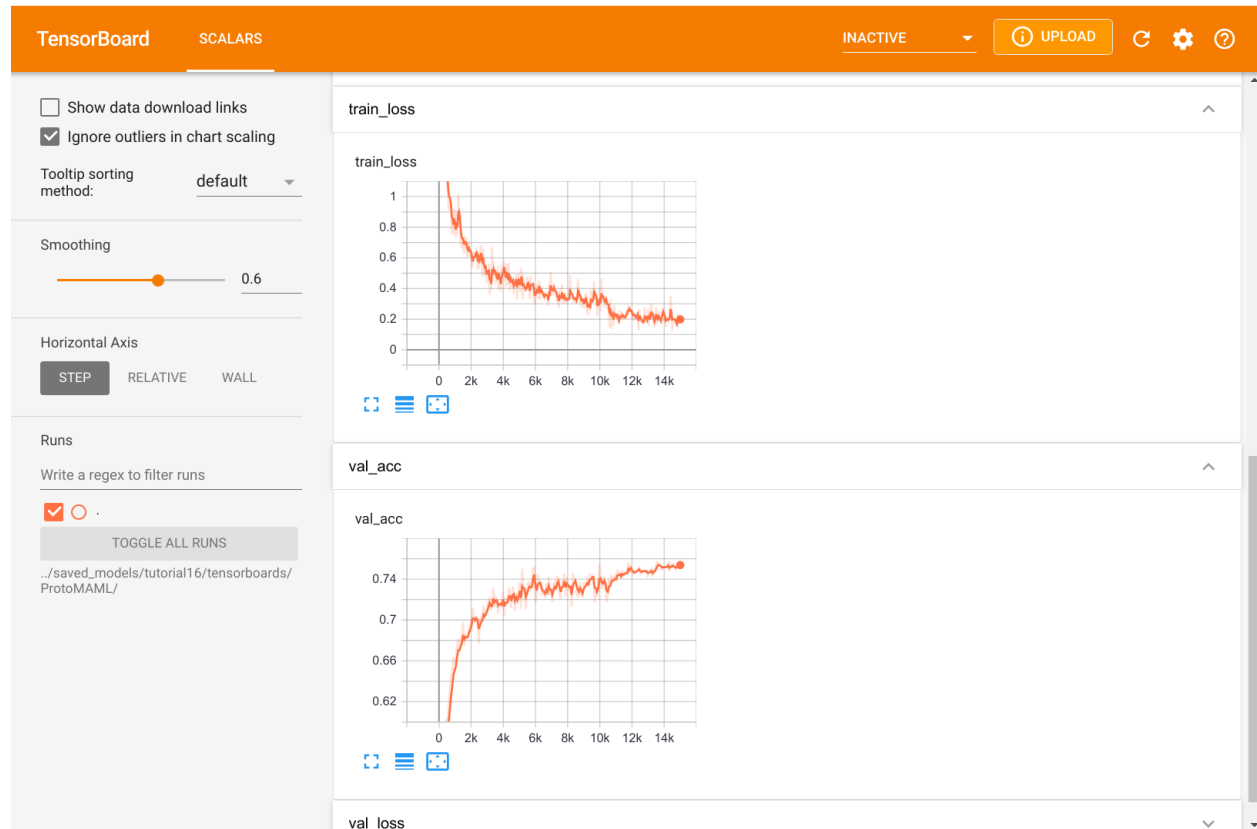 TensorBoard
SCALARS
INACTIVE
UPLOAD
Show data download links
Ignore outliers in chart scaling
Tooltip sorting
method:
default
Smoothing
0.6
Horizontal Axis
STEP
RELATIVE
WALL
Runs
Write a regex to filter runs
.
TOGGLE ALL RUNS
../saved_models/tutorial16/tensorboards/
ProtoMAML/
train_loss
train_loss
1
0.8
0.6
0.4
0.2
0
0 2k 4k 6k 8k 10k 12k 14k
val_acc
val_acc
0.74
0.7
0.66
0.62
0 2k 4k 6k 8k 10k 12k 14k
val_loss